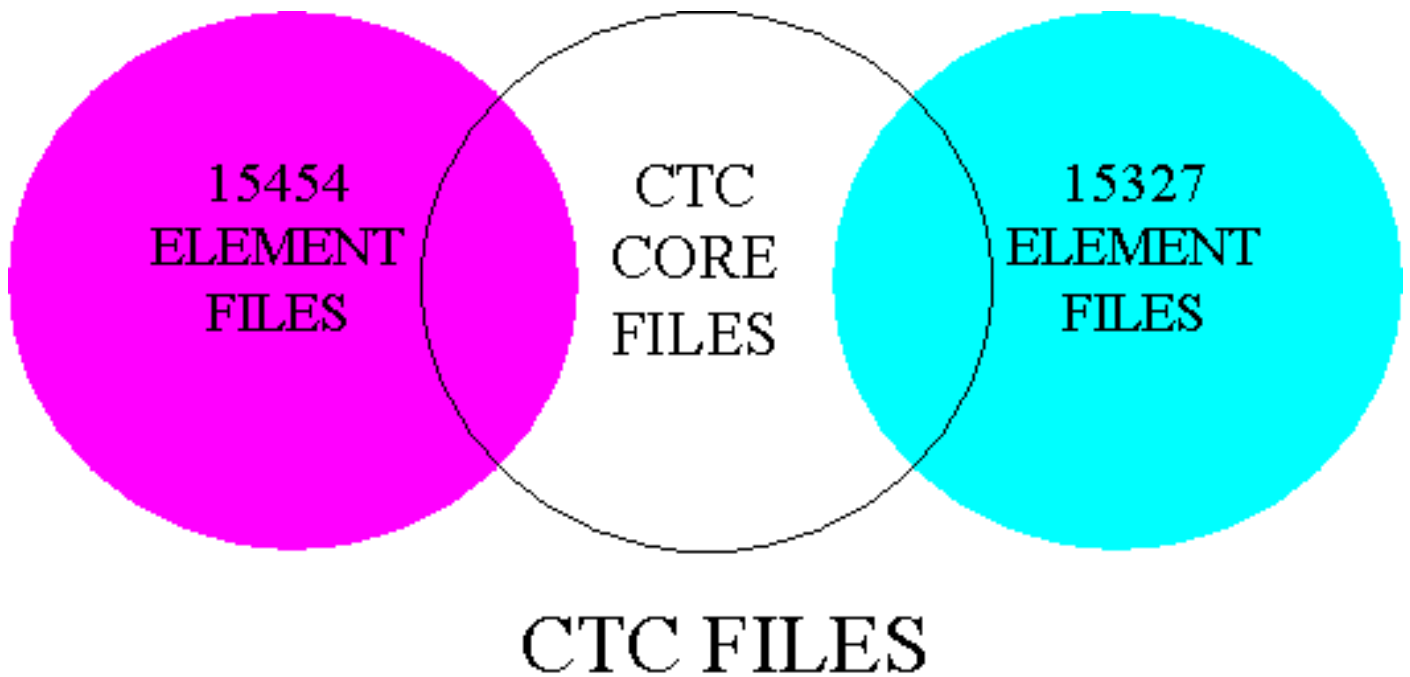 15454
ELEMENT
FILES
CTC
CORE
FILES
15327
ELEMENT
FILES
CTC FILES